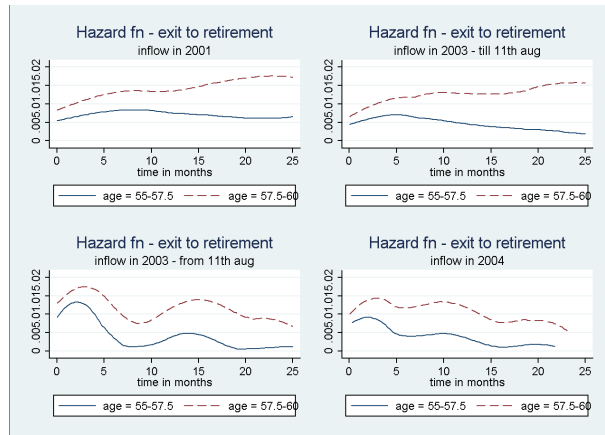 Hazard fn - exit to retirement
inflow in 2001
0 .005.01.015.02
0 5 10 15 20 25
time in months
age = 55-57.5 age = 57.5-60
Hazard fn - exit to retirement
inflow in 2003 - till 11th aug
0 .005.01.015.02
0 5 10 15 20 25
time in months
age = 55-57.5 age = 57.5-60
Hazard fn - exit to retirement
inflow in 2003 - from 11th aug
0 .005.01.015.02
0 5 10 15 20 25
time in months
age = 55-57.5 age = 57.5-60
Hazard fn - exit to retirement
inflow in 2004
0 .005.01.015.02
0 5 10 15 20 25
time in months
age = 55-57.5 age = 57.5-60